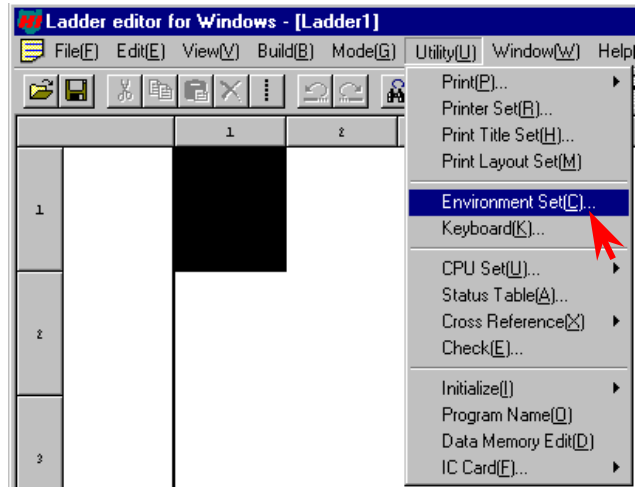 Ladder editor for Windows - [Ladder1]
File(F) Edit(E) View(V) Build(B) Mode(G) Utility(U) Window(W) Help(
1 2
1
2
3
Print(P)...
Printer Set(R)...
Print Title Set(H)...
Print Layout Set(M)
Environment Set(C)...
Keyboard(K)...
CPU Set(U)...
Status Table(A)...
Cross Reference(X)
Check(E)...
Initialize(I)
Program Name(O)
Data Memory Edit(D)
IC Card(F)...